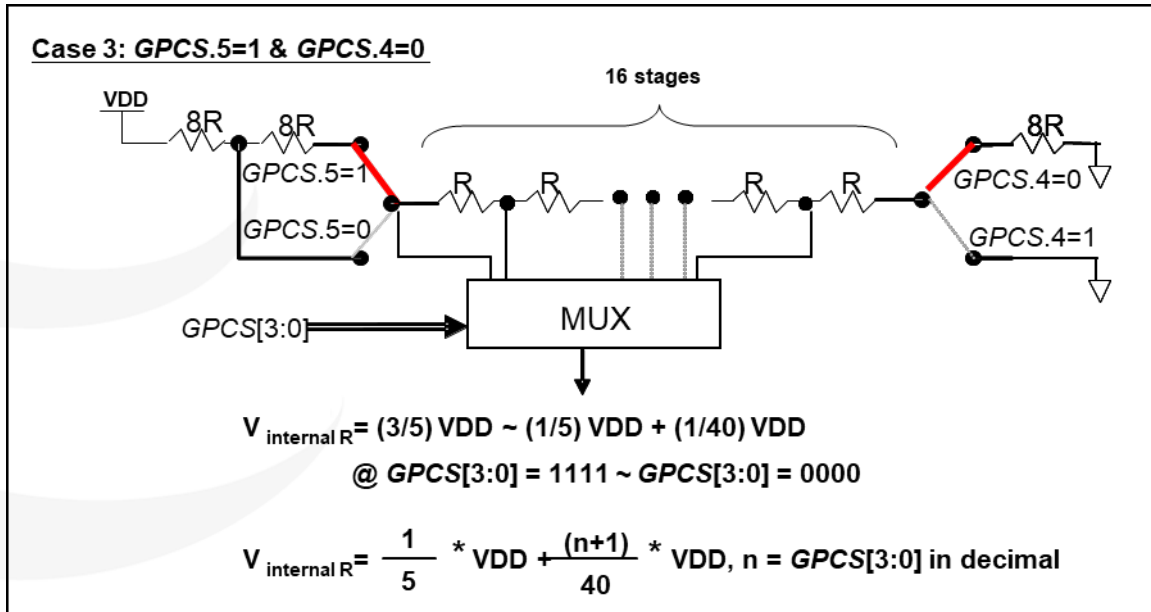 Case 3: GPCS.5=1 & GPCS.4=0
16 stages
VDD
8R
8R
8R
GPCS.5=1
R
R
R
R
GPCS.4=0
GPCS.5=0
GPCS.4=1
MUX
GPCS[3:0]
V internal R = (3/5) VDD ~ (1/5) VDD + (1/40) VDD
@ GPCS[3:0] = 1111 ~ GPCS[3:0] = 0000
V internal R = 1/5 * VDD + (n+1)/40 * VDD, n = GPCS[3:0] in decimal